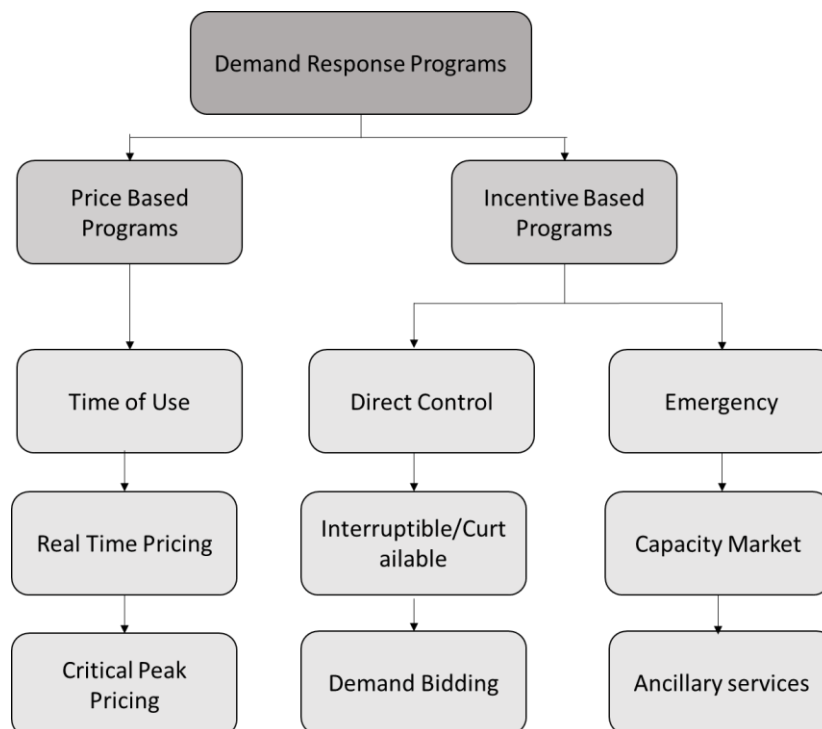 Demand Response Programs
Price Based
Programs
Incentive Based
Programs
Time of Use
Direct Control
Emergency
Real Time Pricing
Interruptible/Curt
ailable
Capacity Market
Critical Peak
Pricing
Demand Bidding
Ancillary services